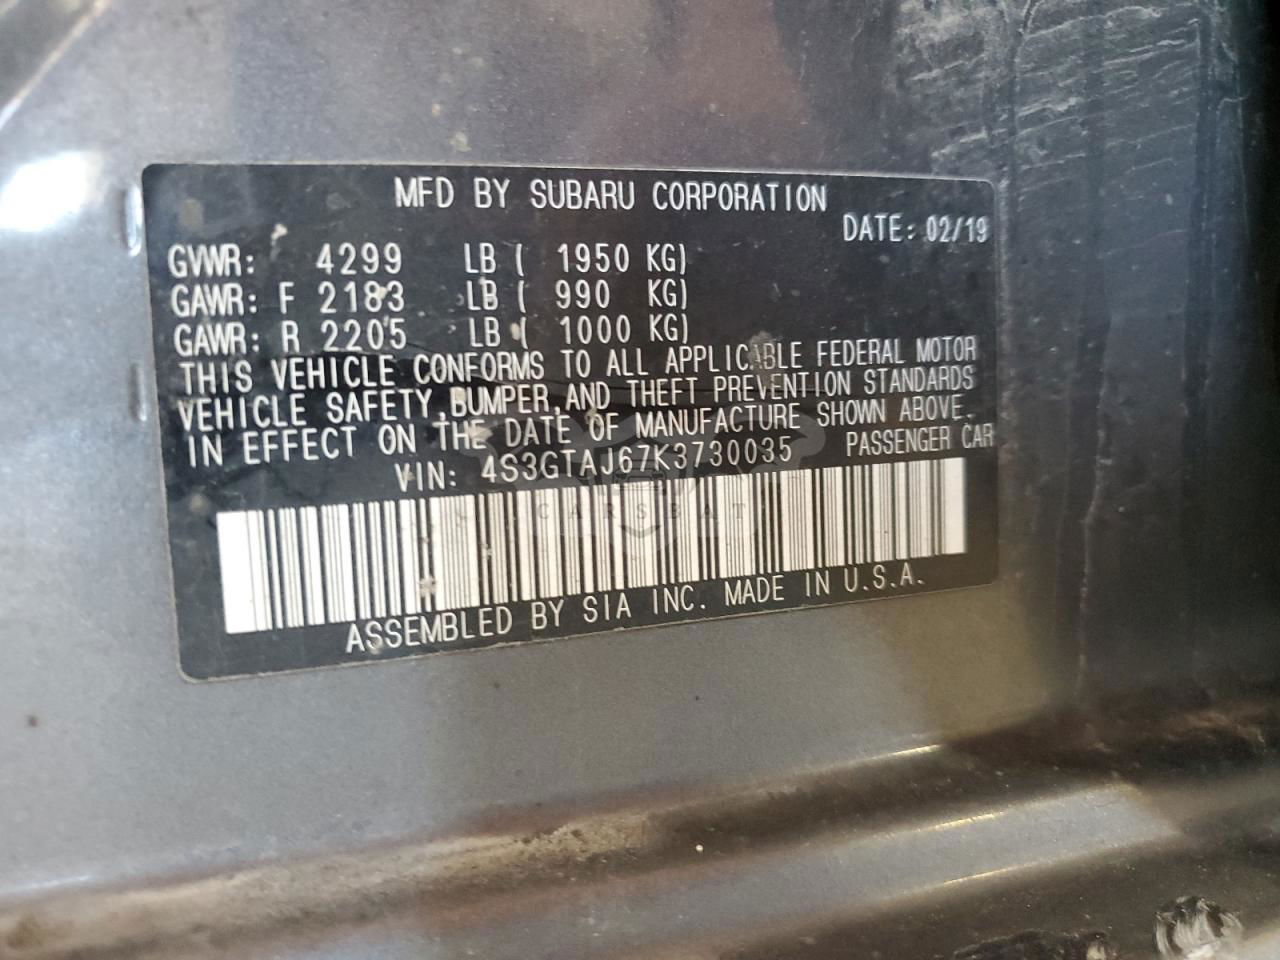 MFD BY SUBARU CORPORATION
DATE: 02/19
GVWR: 4299 LB ( 1950 KG)
GAWR: F 2183 LB ( 990 KG)
GAWR: R 2205 LB ( 1000 KG)
THIS VEHICLE CONFORMS TO ALL APPLICABLE FEDERAL MOTOR
VEHICLE SAFETY, BUMPER, AND THEFT PREVENTION STANDARDS
IN EFFECT ON THE DATE OF MANUFACTURE SHOWN ABOVE.
VIN: 4S3GTAJ67K3730035 PASSENGER CAR
CARSBAT
ASSEMBLED BY SIA INC. MADE IN U.S.A.